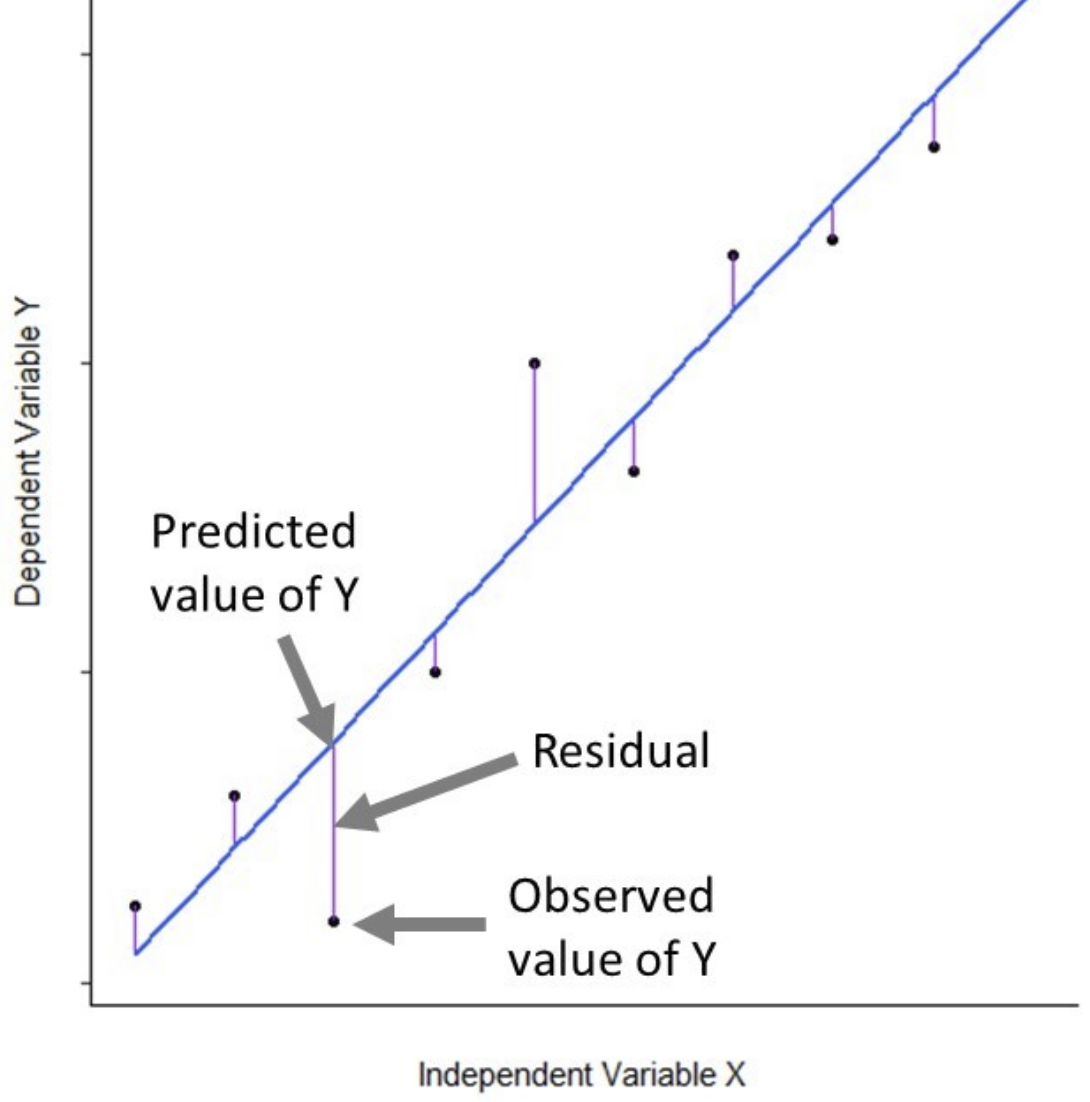 Dependent Variable Y
Predicted
value of Y
Residual
Observed
value of Y
Independent Variable X